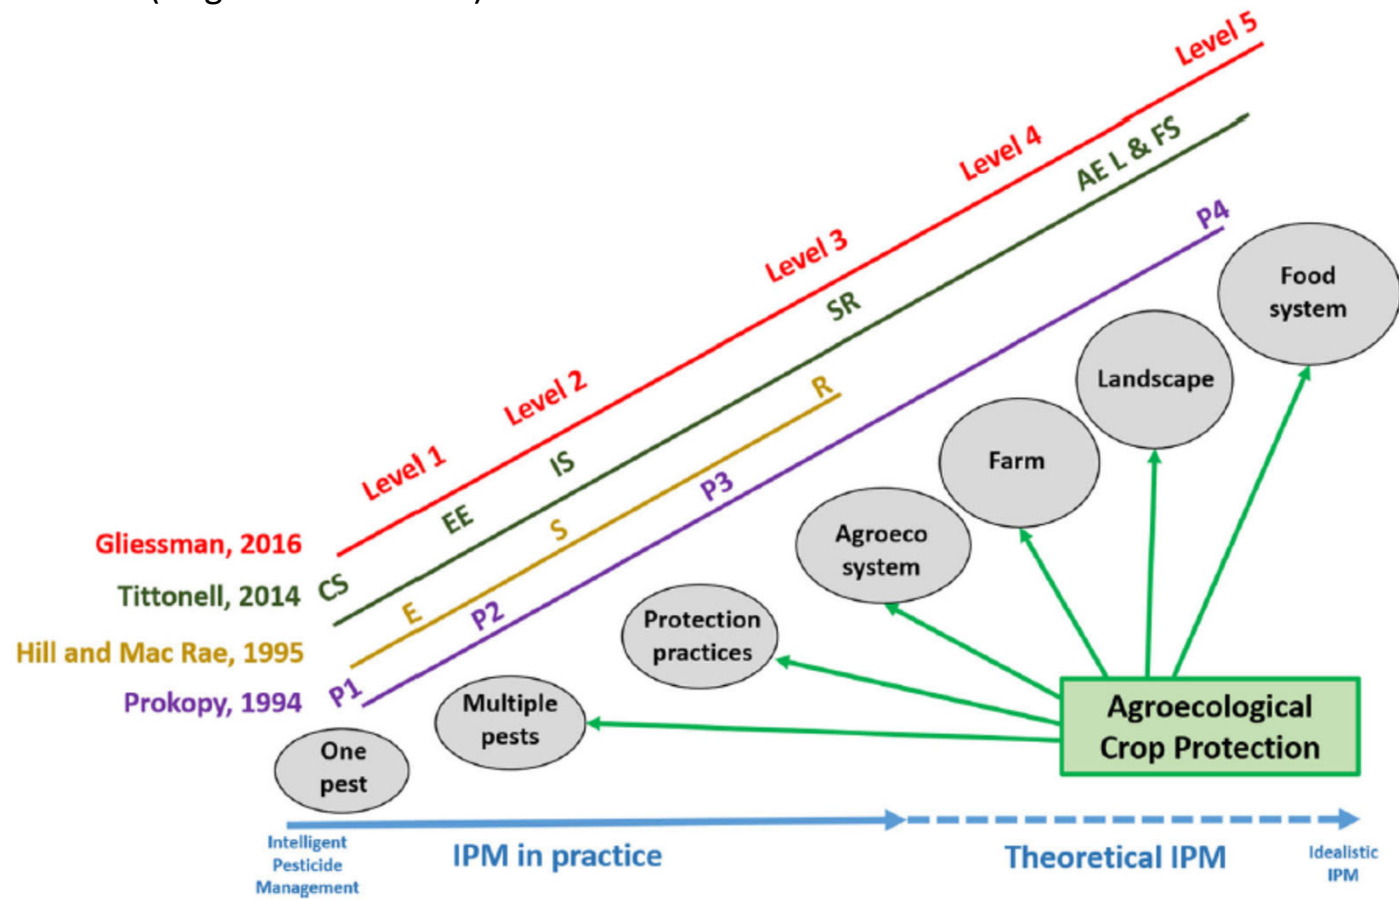 Level 5
Level 4
AE L & FS
Level 3
P4
SR
Food
system
Level 2
R
Landscape
Level 1
IS
P3
Farm
EE
S
Gliessman, 2016
Agroeco
system
Tittonell, 2014
CS
E
P2
Protection
practices
Hill and Mac Rae, 1995
Prokopy, 1994
P1
Multiple
pests
Agroecological
Crop Protection
One
pest
Intelligent
Pesticide
Management
IPM in practice
Theoretical IPM
Idealistic
IPM